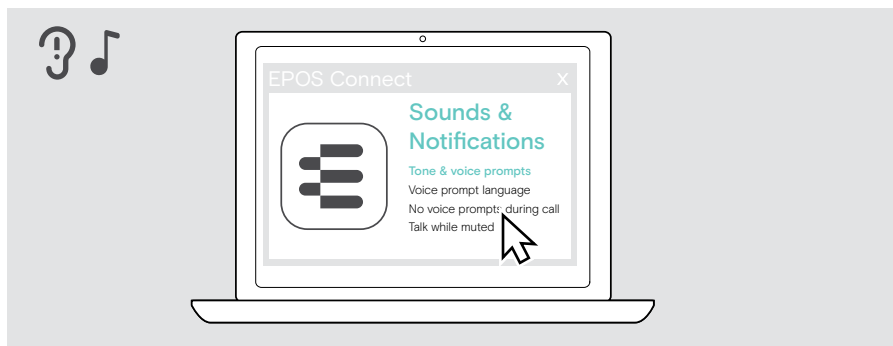 EPOS Connect X
Sounds &
Notifications
Tone & voice prompts
Voice prompt language
No voice prompts during call
Talk while muted